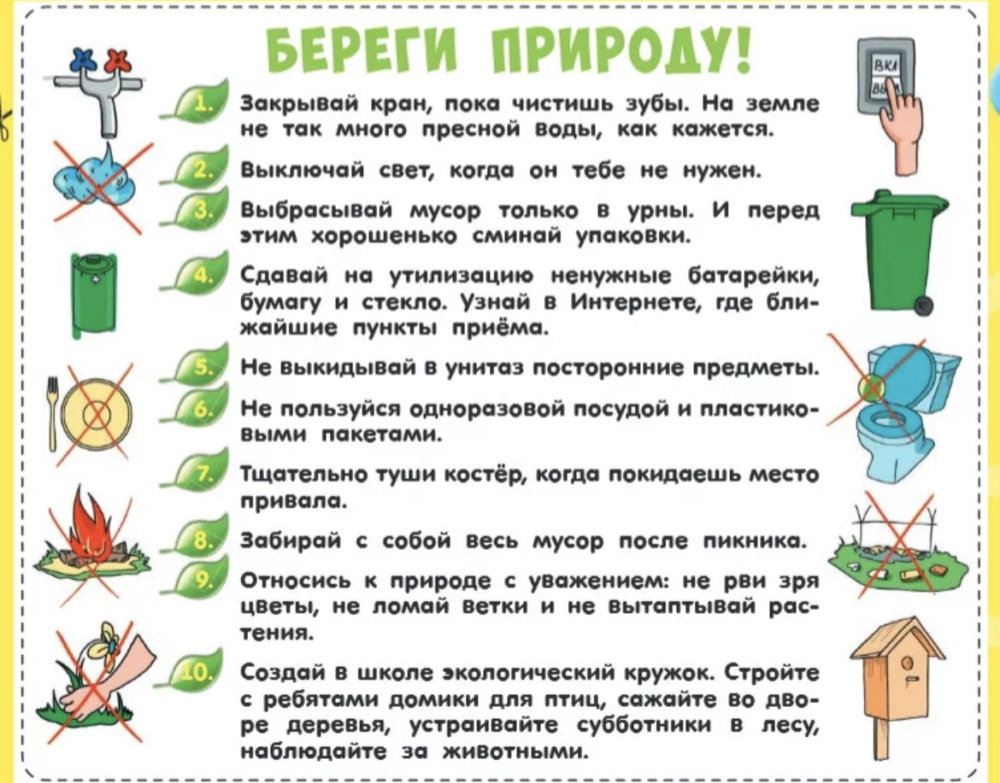 БЕРЕГИ ПРИРОДУ!
ВКЛ
ВЫКЛ
1. Закрывай кран, пока чистишь зубы. На земле
не так много пресной воды, как кажется.
2. Выключай свет, когда он тебе не нужен.
3. Выбрасывай мусор только в урны. И перед
этим хорошенько сминай упаковки.
4. Сдавай на утилизацию ненужные батарейки,
бумагу и стекло. Узнай в Интернете, где бли-
жайшие пункты приёма.
5. Не выкидывай в унитаз посторонние предметы.
6. Не пользуйся одноразовой посудой и пластико-
выми пакетами.
7. Тщательно туши костёр, когда покидаешь место
привала.
8. Забирай с собой весь мусор после пикника.
9. Относись к природе с уважением: не рви зря
цветы, не ломай ветки и не вытаптывай рас-
тения.
10. Создай в школе экологический кружок. Стройте
с ребятами домики для птиц, сажайте во дво-
ре деревья, устраивайте субботники в лесу,
наблюдайте за животными.